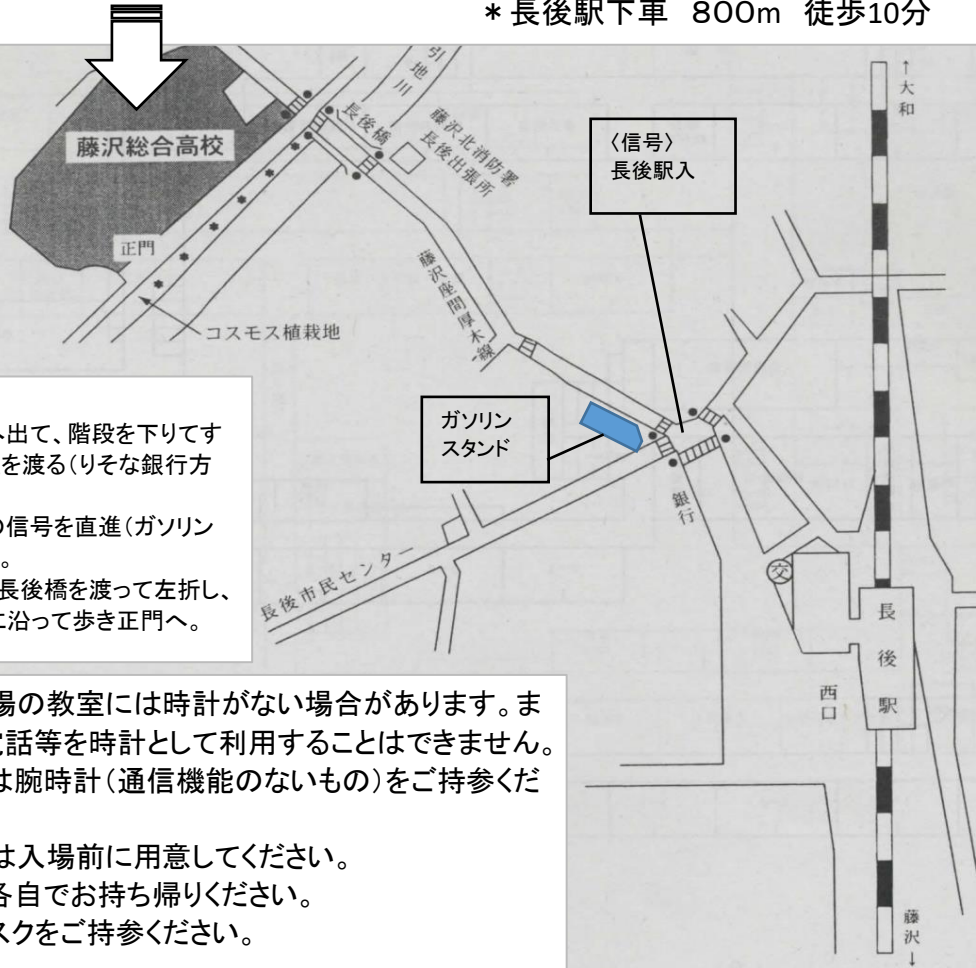 ＊長後駅下車　８００ｍ　徒歩10分
↑大和
引地川
長後橋
藤沢北消防署
長後出張所
藤沢総合高校
〈信号〉
長後駅入
正門
藤沢座間厚木線
コスモス植栽地
ガソリン
スタンド
銀行
長後市民センター
交
長後駅
西口
藤沢↓
へ出て、階段を下りてす
を渡る（りそな銀行方
の信号を直進（ガソリン
。
長後橋を渡って左折し、
に沿って歩き正門へ。
場の教室には時計がない場合があります。ま
電話等を時計として利用することはできません。
は腕時計（通信機能のないもの）をご持参くだ
は入場前に用意してください。
各自でお持ち帰りください。
スクをご持参ください。